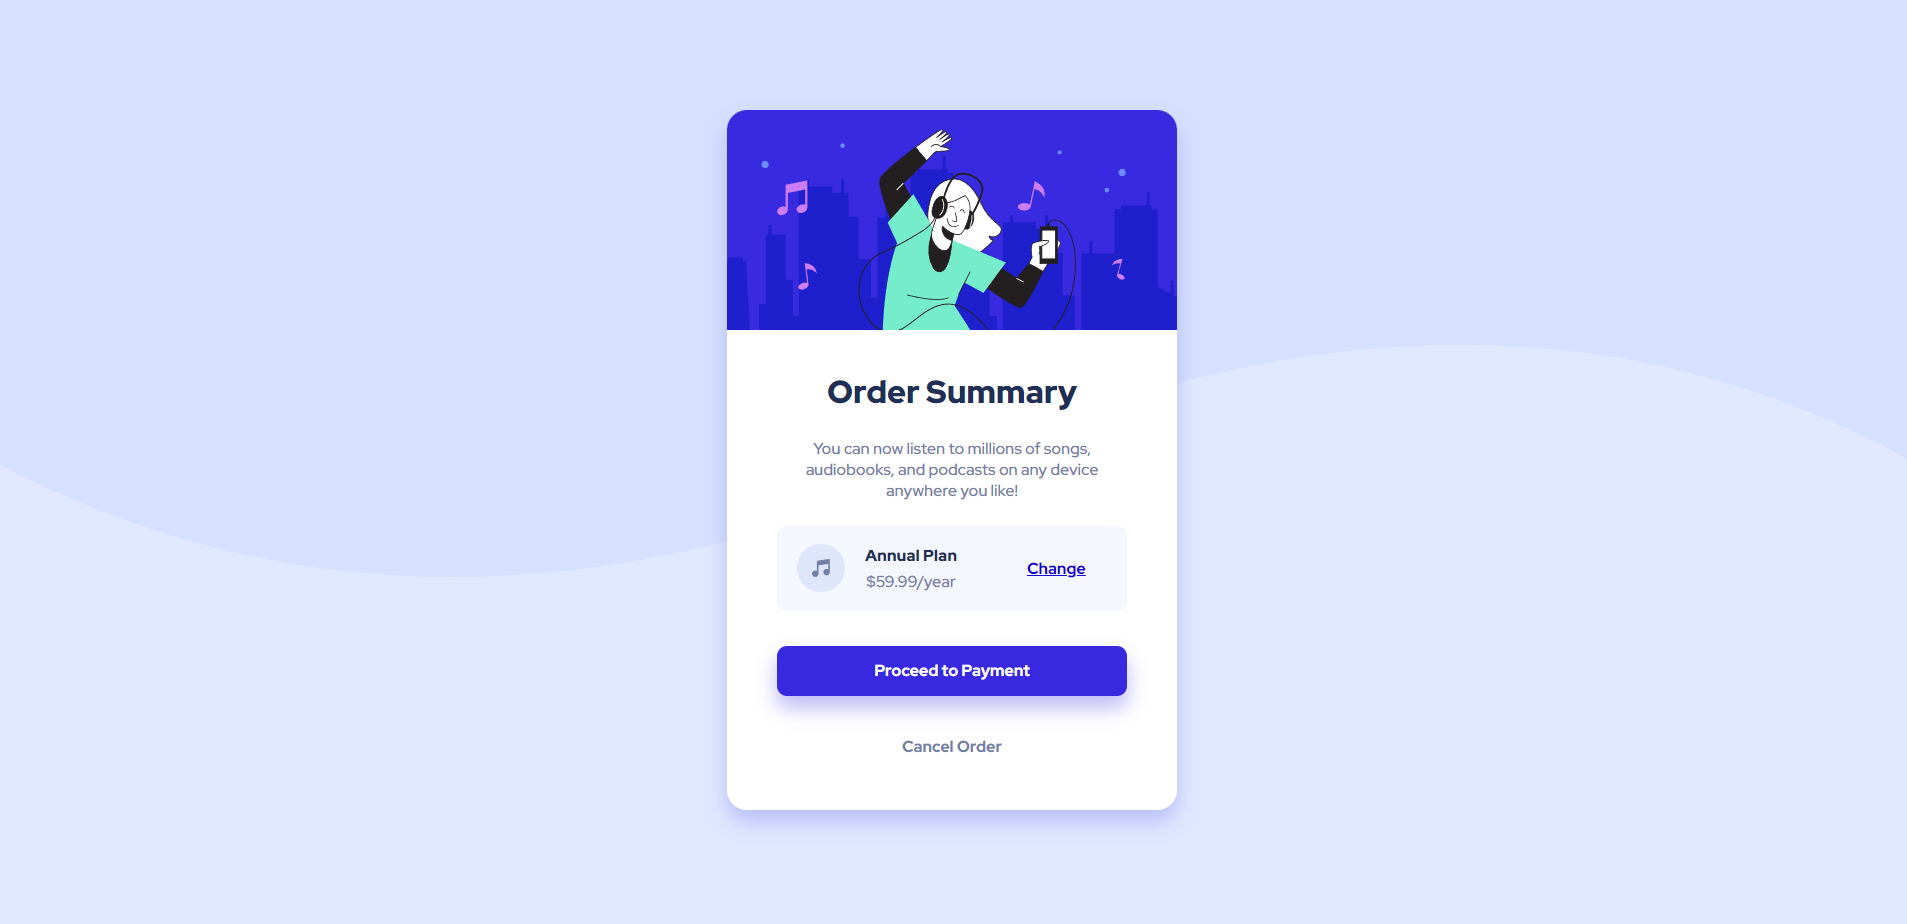 Order Summary
You can now listen to millions of songs,
audiobooks, and podcasts on any device
anywhere you like!
Annual Plan
$59.99/year
Change
Proceed to Payment
Cancel Order